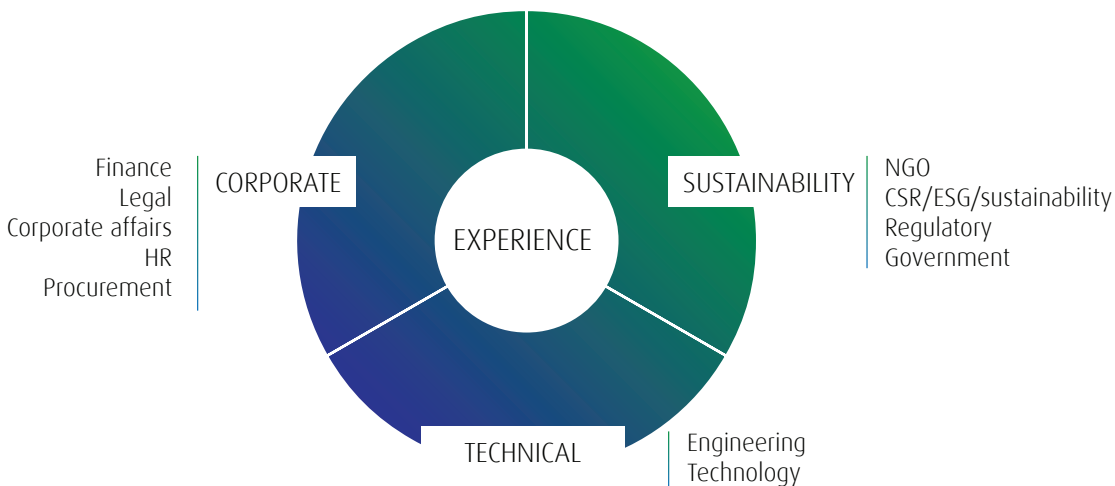 Finance
Legal
Corporate affairs
HR
Procurement
CORPORATE
EXPERIENCE
SUSTAINABILITY
NGO
CSR/ESG/sustainability
Regulatory
Government
TECHNICAL
Engineering
Technology